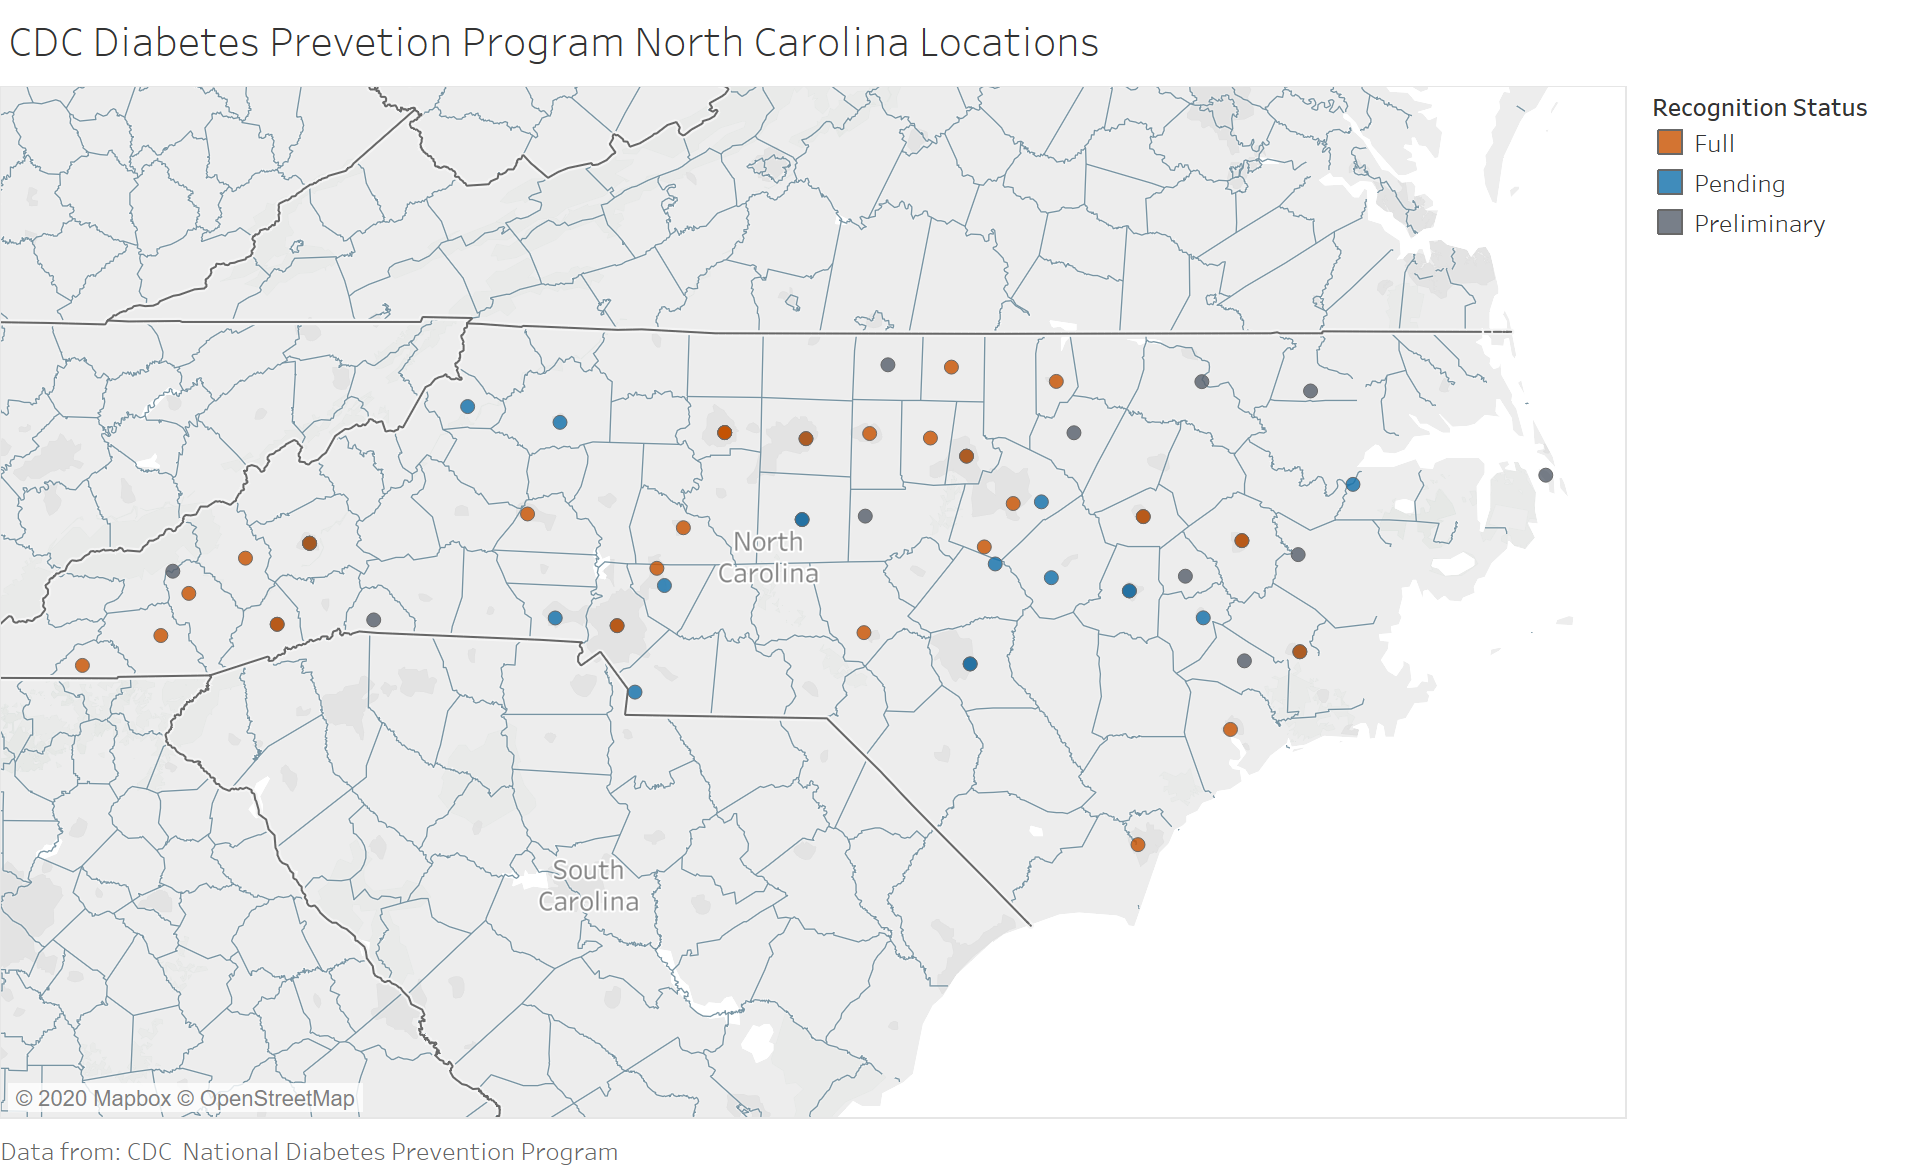 CDC Diabetes Prevetion Program North Carolina Locations
Recognition Status
Full
Pending
Preliminary
North
Carolina
South
Carolina
© 2020 Mapbox © OpenStreetMap
Data from: CDC  National Diabetes Prevention Program